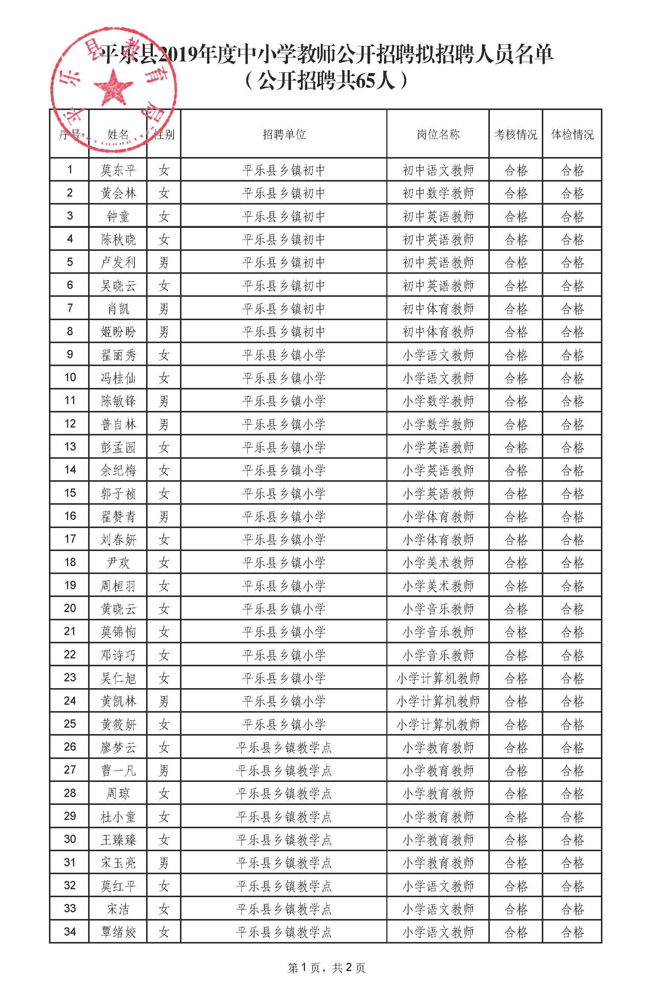 平乐县2019年度中小学教师公开招聘拟招聘人员名单
（公开招聘共65人）
平乐县教育局
序号 姓名 性别 招聘单位 岗位名称 考核情况 体检情况
1 莫东平 女 平乐县乡镇初中 初中语文教师 合格 合格
2 黄会林 女 平乐县乡镇初中 初中数学教师 合格 合格
3 钟童 女 平乐县乡镇初中 初中英语教师 合格 合格
4 陈秋晓 女 平乐县乡镇初中 初中英语教师 合格 合格
5 卢发利 男 平乐县乡镇初中 初中英语教师 合格 合格
6 吴晓云 女 平乐县乡镇初中 初中英语教师 合格 合格
7 肖凯 男 平乐县乡镇初中 初中体育教师 合格 合格
8 姬盼盼 男 平乐县乡镇初中 初中体育教师 合格 合格
9 翟丽秀 女 平乐县乡镇小学 小学语文教师 合格 合格
10 冯桂仙 女 平乐县乡镇小学 小学语文教师 合格 合格
11 陈敏锋 男 平乐县乡镇小学 小学数学教师 合格 合格
12 普自林 男 平乐县乡镇小学 小学数学教师 合格 合格
13 彭孟园 女 平乐县乡镇小学 小学英语教师 合格 合格
14 余纪梅 女 平乐县乡镇小学 小学英语教师 合格 合格
15 郭子祯 女 平乐县乡镇小学 小学英语教师 合格 合格
16 翟赞青 男 平乐县乡镇小学 小学体育教师 合格 合格
17 刘春妍 女 平乐县乡镇小学 小学体育教师 合格 合格
18 尹欢 女 平乐县乡镇小学 小学美术教师 合格 合格
19 周桓羽 女 平乐县乡镇小学 小学美术教师 合格 合格
20 黄晓云 女 平乐县乡镇小学 小学音乐教师 合格 合格
21 莫锦恂 女 平乐县乡镇小学 小学音乐教师 合格 合格
22 邓诗巧 女 平乐县乡镇小学 小学音乐教师 合格 合格
23 吴仁旭 女 平乐县乡镇小学 小学计算机教师 合格 合格
24 黄凯林 男 平乐县乡镇小学 小学计算机教师 合格 合格
25 黄筱妍 女 平乐县乡镇小学 小学计算机教师 合格 合格
26 廖梦云 女 平乐县乡镇教学点 小学教育教师 合格 合格
27 曹一凡 男 平乐县乡镇教学点 小学教育教师 合格 合格
28 周琼 女 平乐县乡镇教学点 小学教育教师 合格 合格
29 杜小童 女 平乐县乡镇教学点 小学教育教师 合格 合格
30 王臻臻 女 平乐县乡镇教学点 小学教育教师 合格 合格
31 宋玉亮 男 平乐县乡镇教学点 小学教育教师 合格 合格
32 莫红平 女 平乐县乡镇教学点 小学语文教师 合格 合格
33 宋洁 女 平乐县乡镇教学点 小学语文教师 合格 合格
34 覃绪姣 女 平乐县乡镇教学点 小学语文教师 合格 合格
第 1 页，共 2 页